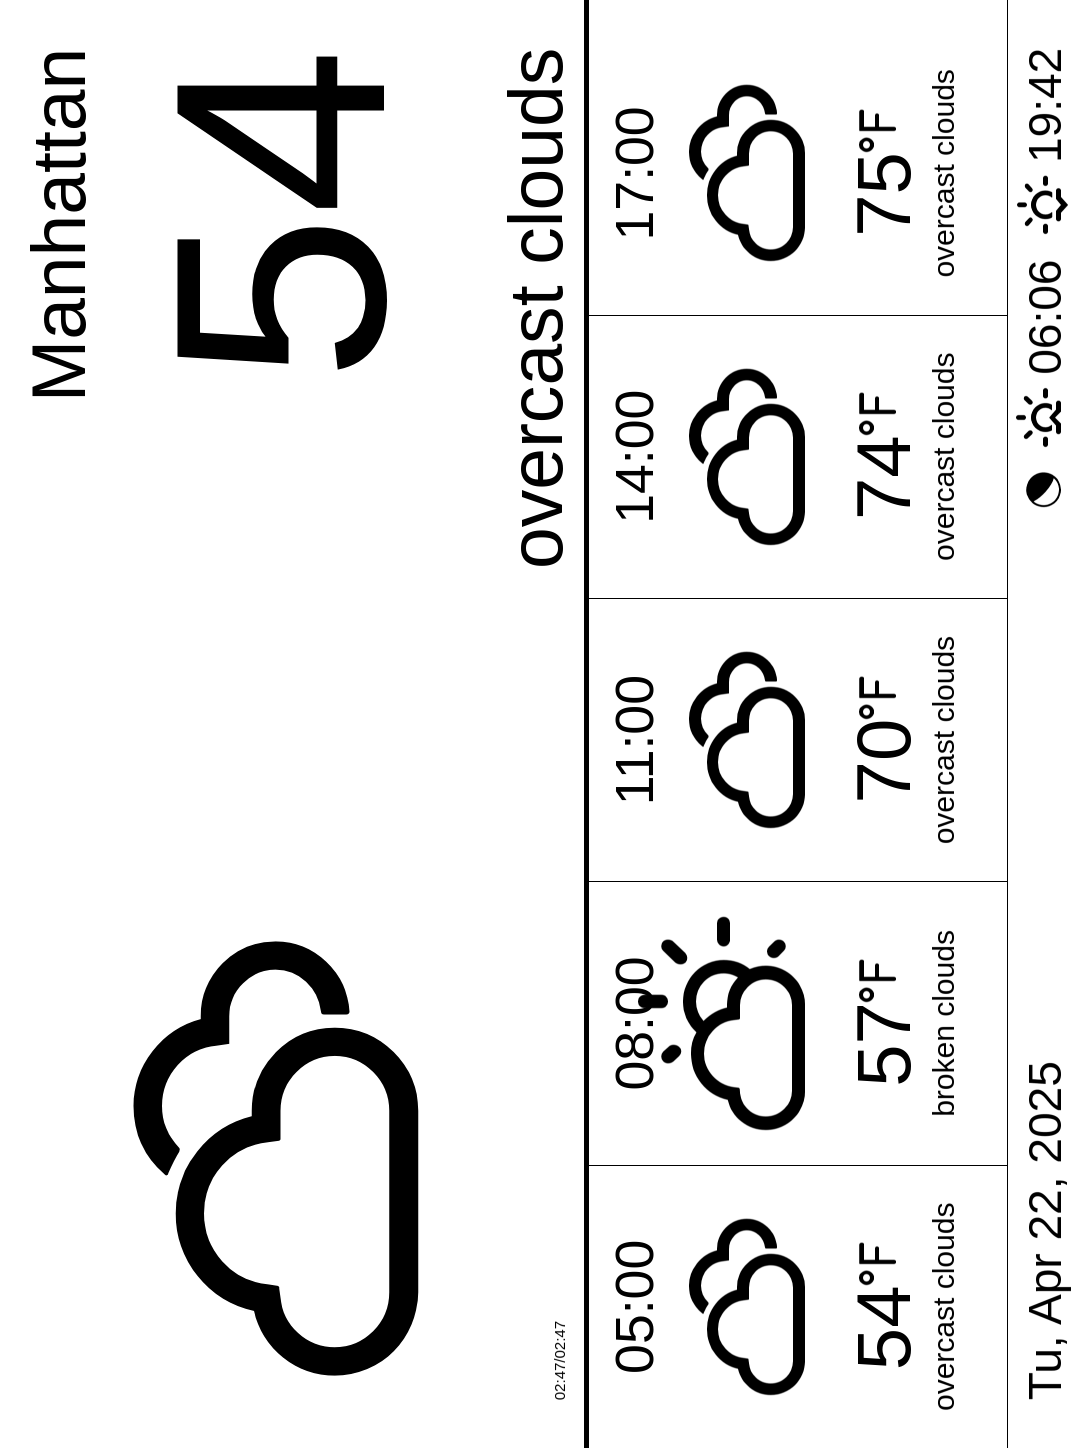 Manhattan
54
overcast clouds
02:47/02:47
05:00
54°F
overcast clouds
08:00
57°F
broken clouds
11:00
70°F
overcast clouds
14:00
74°F
overcast clouds
17:00
75°F
overcast clouds
Tu, Apr 22, 2025
06:06
19:42